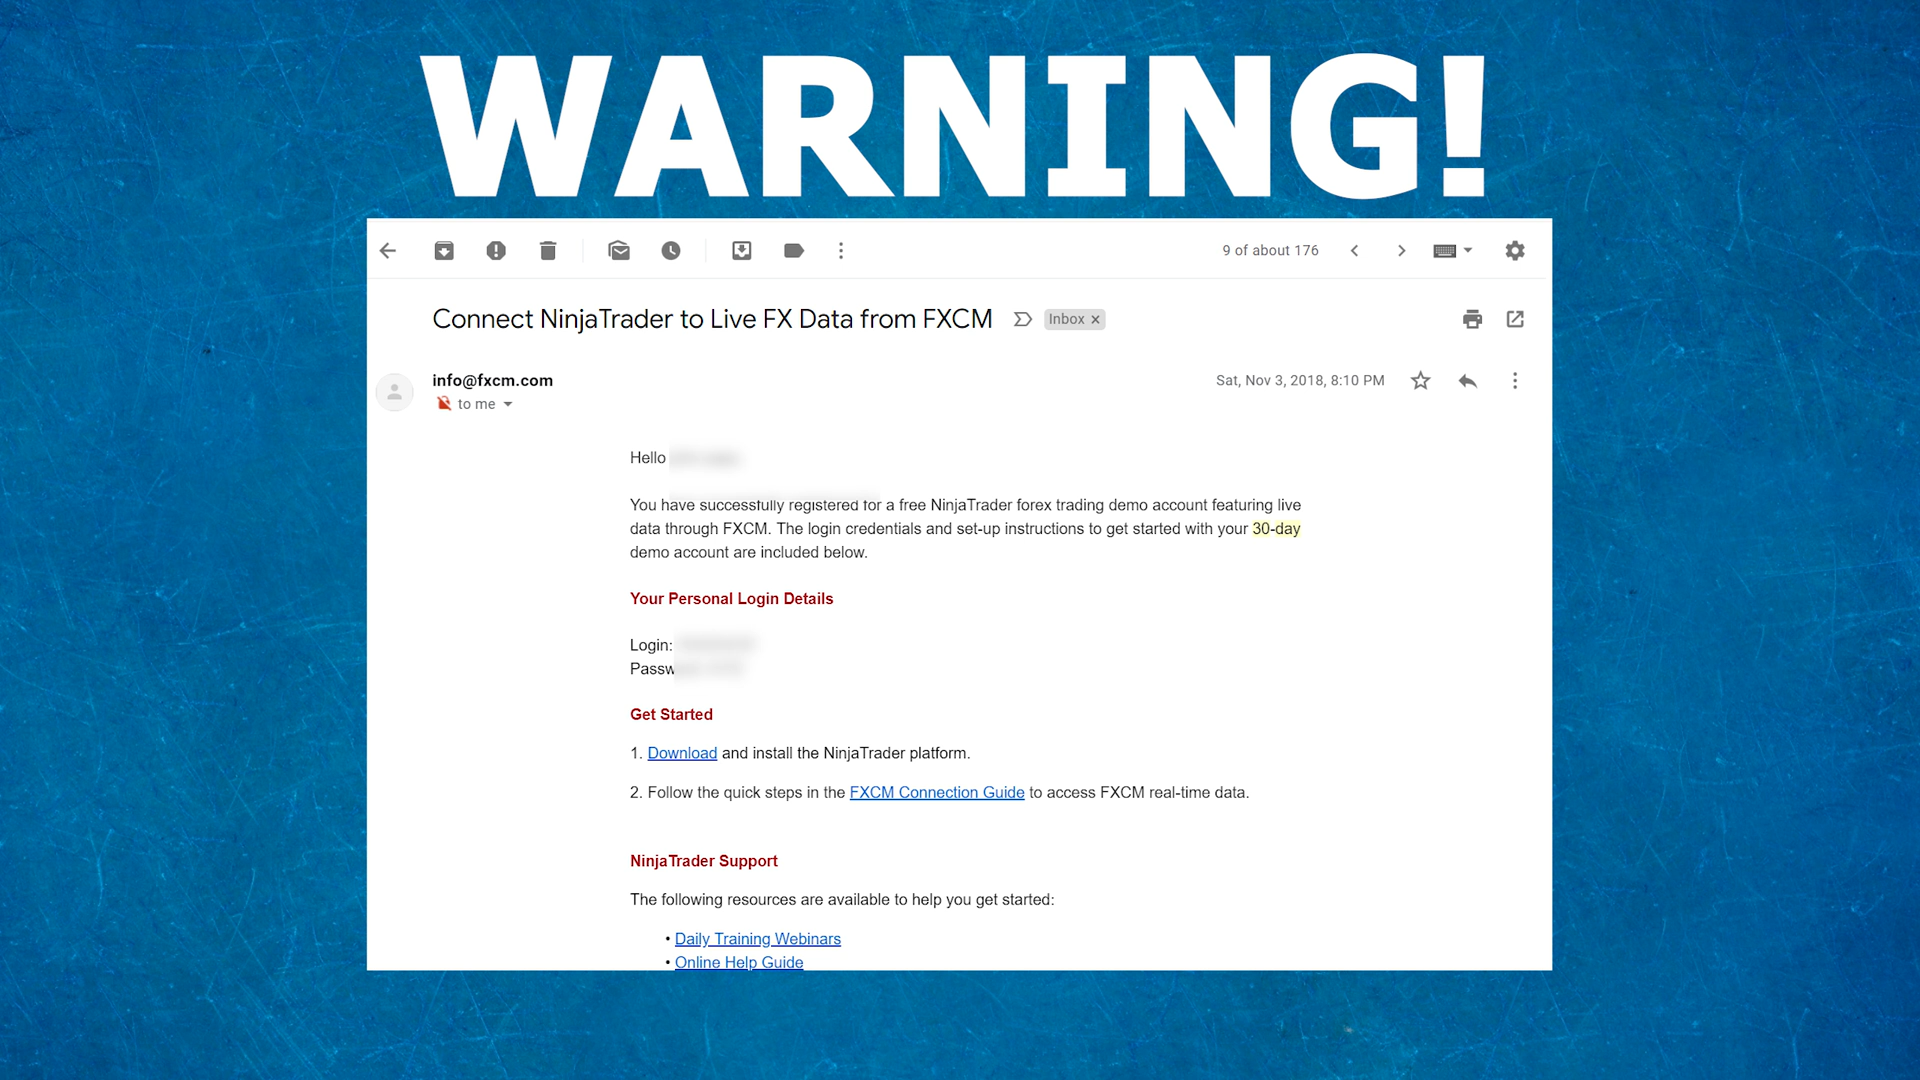 WARNING!
9 of about 176
Connect NinjaTrader to Live FX Data from FXCM
Inbox ×
info@fxcm.com
Sat, Nov 3, 2018, 8:10 PM
to me
Hello
You have successfully registered for a free NinjaTrader forex trading demo account featuring live
data through FXCM. The login credentials and set-up instructions to get started with your 30-day
demo account are included below.
Your Personal Login Details
Login:
Passw
Get Started
1. Download and install the NinjaTrader platform.
2. Follow the quick steps in the FXCM Connection Guide to access FXCM real-time data.
NinjaTrader Support
The following resources are available to help you get started:
• Daily Training Webinars
• Online Help Guide